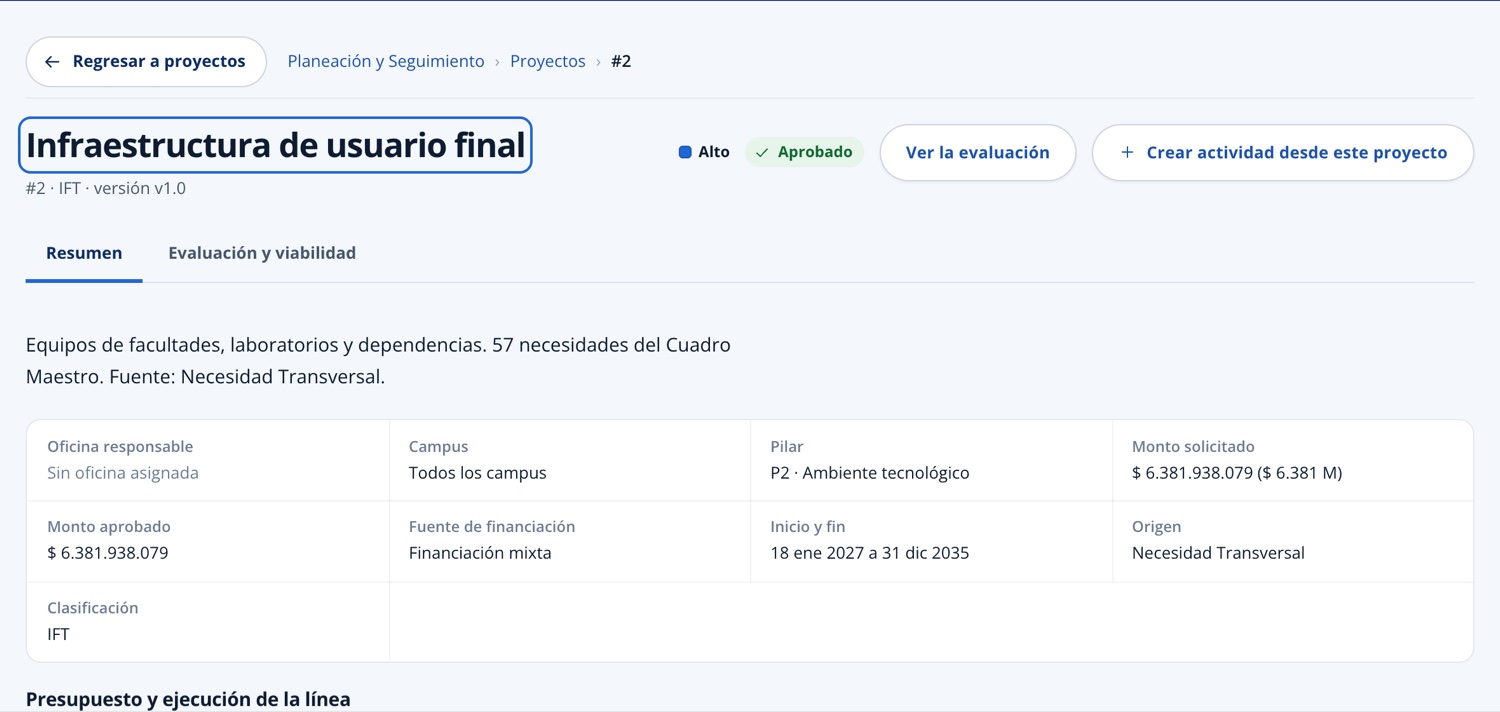 ← Regresar a proyectos Planeación y Seguimiento › Proyectos › #2
Infraestructura de usuario final
Alto ✓ Aprobado Ver la evaluación + Crear actividad desde este proyecto
#2 · IFT · versión v1.0
Resumen Evaluación y viabilidad
Equipos de facultades, laboratorios y dependencias. 57 necesidades del Cuadro
Maestro. Fuente: Necesidad Transversal.
Oficina responsable Campus Pilar Monto solicitado
Sin oficina asignada Todos los campus P2 · Ambiente tecnológico $ 6.381.938.079 ($ 6.381 M)
Monto aprobado Fuente de financiación Inicio y fin Origen
$ 6.381.938.079 Financiación mixta 18 ene 2027 a 31 dic 2035 Necesidad Transversal
Clasificación
IFT
Presupuesto y ejecución de la línea